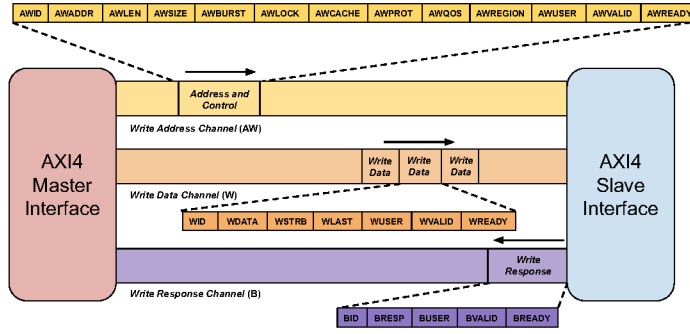 AWID AWADDR AWLEN AWSIZE AWBURST AWLOCK AWCACHE AWPROT AWQOS AWREGION AWUSER AWVALID AWREADY
Address and
Control
Write Address Channel (AW)
AXI4
Master
Interface
AXI4
Slave
Interface
Write
Data
Write
Data
Write
Data
Write Data Channel (W)
WID WDATA WSTRB WLAST WUSER WVALID WREADY
Write
Response
Write Response Channel (B)
BID BRESP BUSER BVALID BREADY